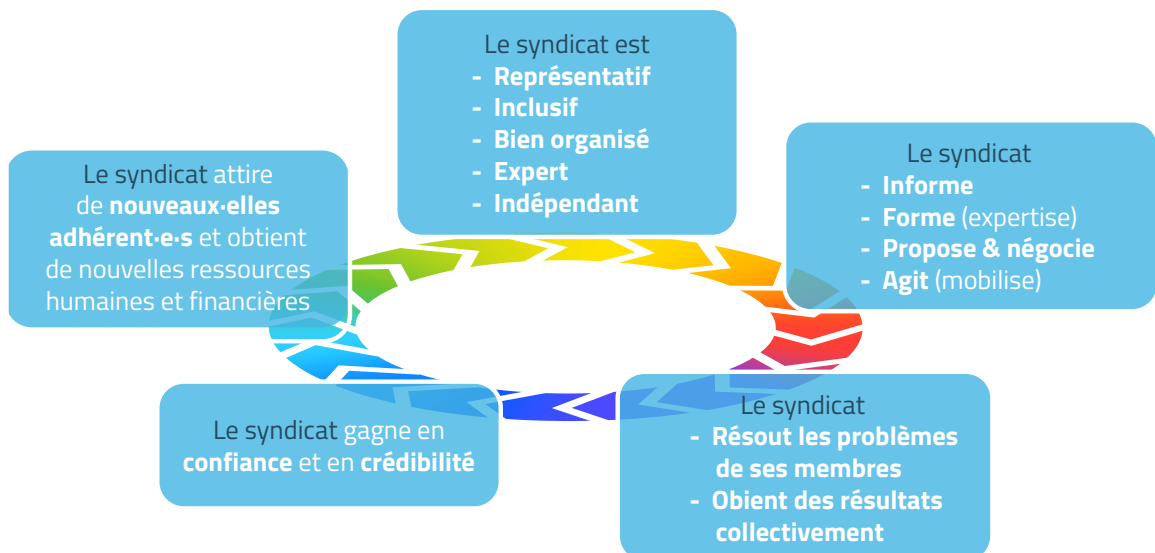 Le syndicat est
- Représentatif
- Inclusif
- Bien organisé
- Expert
- Indépendant
Le syndicat
- Informe
- Forme (expertise)
- Propose & négocie
- Agit (mobilise)
Le syndicat
- Résout les problèmes
de ses membres
- Obient des résultats
collectivement
Le syndicat gagne en
confiance et en crédibilité
Le syndicat attire
de nouveaux·elles
adhérent·e·s et obtient
de nouvelles ressources
humaines et financières